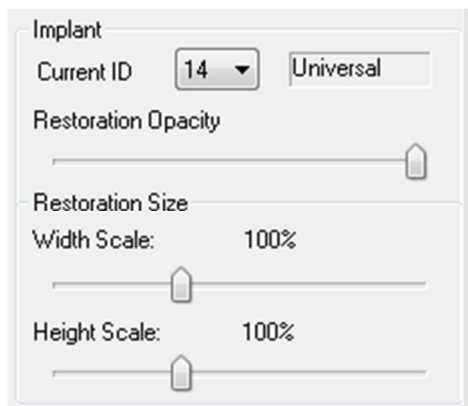 Implant
Current ID 14 Universal
Restoration Opacity
Restoration Size
Width Scale: 100%
Height Scale: 100%